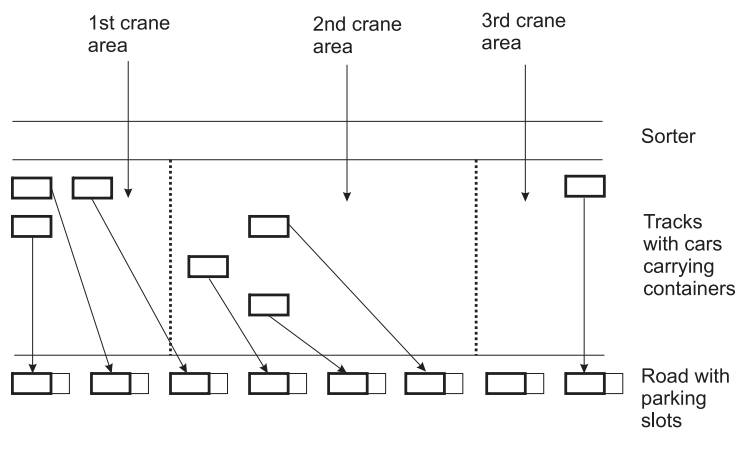 1st crane
area
2nd crane
area
3rd crane
area
Sorter
Tracks
with cars
carrying
containers
Road with
parking
slots